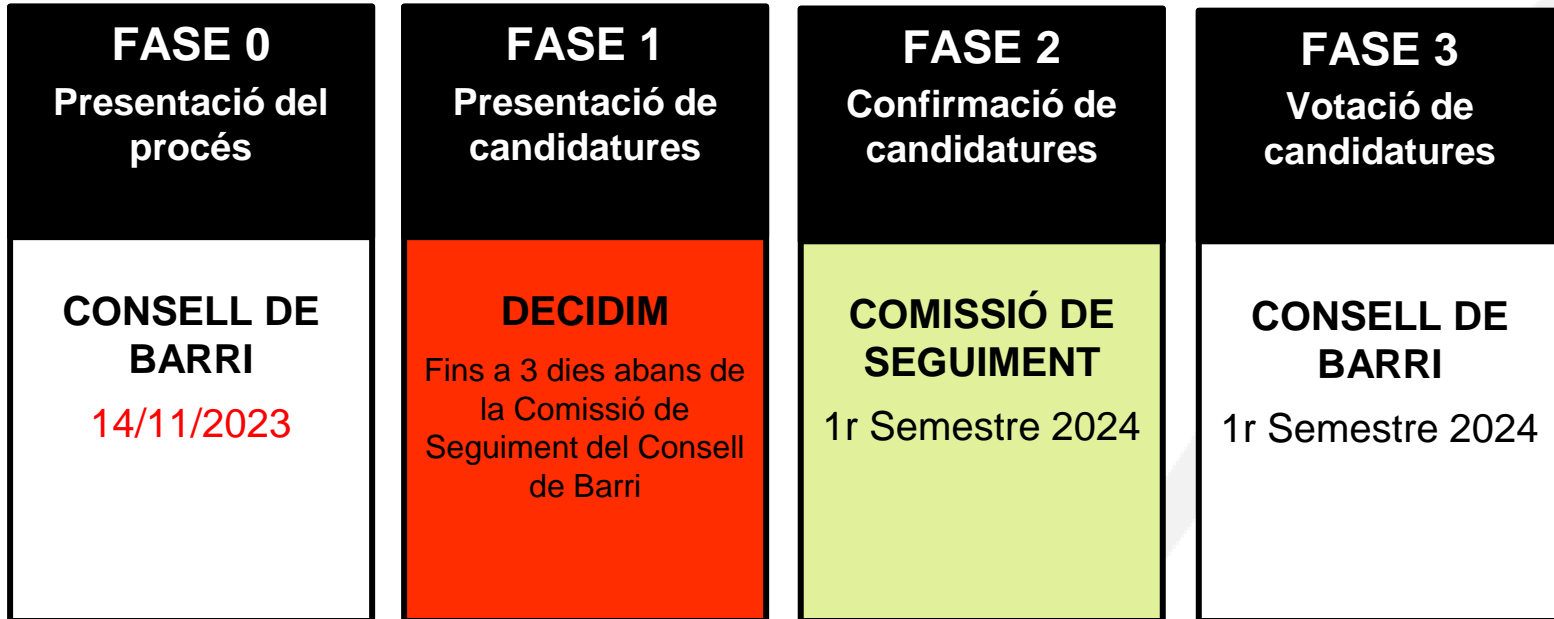 FASE 0
Presentació del
procés
CONSELL DE
BARRI
14/11/2023
FASE 1
Presentació de
candidatures
DECIDIM
Fins a 3 dies abans de
la Comissió de
Seguiment del Consell
de Barri
FASE 2
Confirmació de
candidatures
COMISSIÓ DE
SEGUIMENT
1r Semestre 2024
FASE 3
Votació de
candidatures
CONSELL DE
BARRI
1r Semestre 2024